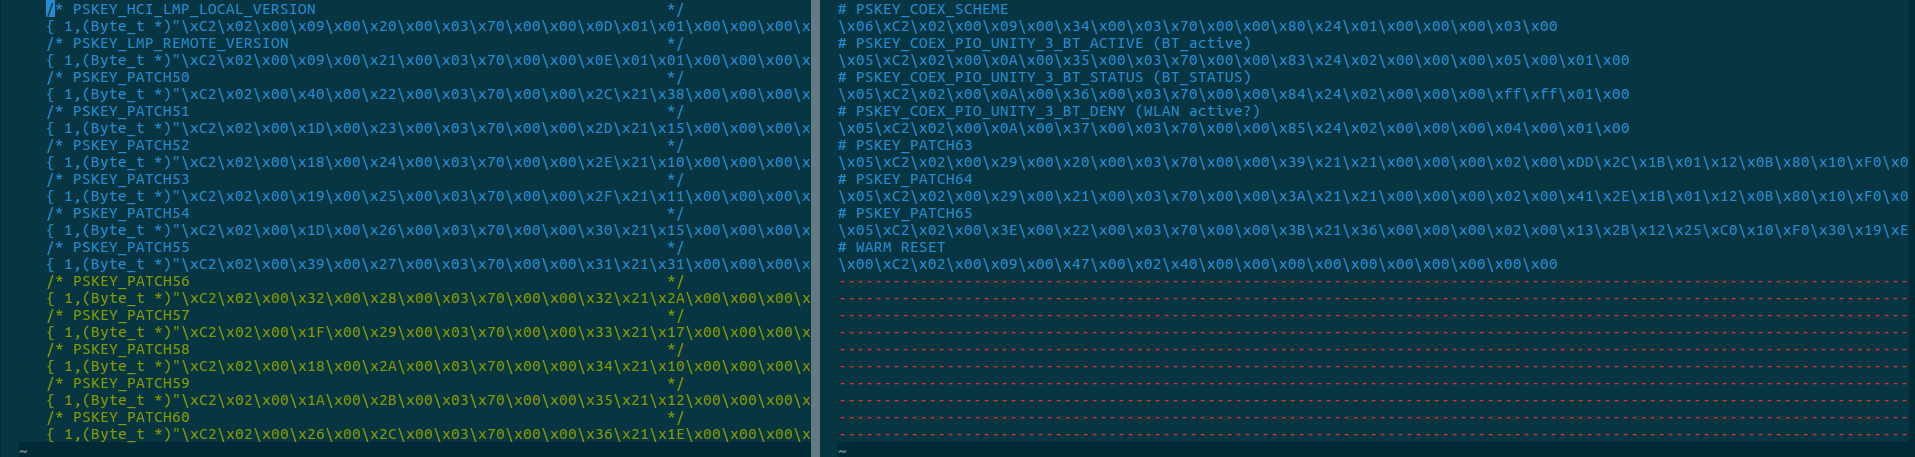 /* PSKEY_HCI_LMP_LOCAL_VERSION */
{ 1,(Byte_t *)"\xC2\x02\x00\x09\x00\x20\x00\x03\x70\x00\x00\x0D\x01\x01\x00\x00\x00\x
/* PSKEY_LMP_REMOTE_VERSION */
{ 1,(Byte_t *)"\xC2\x02\x00\x09\x00\x21\x00\x03\x70\x00\x00\x0E\x01\x01\x00\x00\x00\x
/* PSKEY_PATCH50 */
{ 1,(Byte_t *)"\xC2\x02\x00\x40\x00\x22\x00\x03\x70\x00\x00\x2C\x21\x38\x00\x00\x00\x
/* PSKEY_PATCH51 */
{ 1,(Byte_t *)"\xC2\x02\x00\x1D\x00\x23\x00\x03\x70\x00\x00\x2D\x21\x15\x00\x00\x00\x
/* PSKEY_PATCH52 */
{ 1,(Byte_t *)"\xC2\x02\x00\x18\x00\x24\x00\x03\x70\x00\x00\x2E\x21\x10\x00\x00\x00\x
/* PSKEY_PATCH53 */
{ 1,(Byte_t *)"\xC2\x02\x00\x19\x00\x25\x00\x03\x70\x00\x00\x2F\x21\x11\x00\x00\x00\x
/* PSKEY_PATCH54 */
{ 1,(Byte_t *)"\xC2\x02\x00\x1D\x00\x26\x00\x03\x70\x00\x00\x30\x21\x15\x00\x00\x00\x
/* PSKEY_PATCH55 */
{ 1,(Byte_t *)"\xC2\x02\x00\x39\x00\x27\x00\x03\x70\x00\x00\x31\x21\x31\x00\x00\x00\x
/* PSKEY_PATCH56 */
{ 1,(Byte_t *)"\xC2\x02\x00\x32\x00\x28\x00\x03\x70\x00\x00\x32\x21\x2A\x00\x00\x00\x
/* PSKEY_PATCH57 */
{ 1,(Byte_t *)"\xC2\x02\x00\x1F\x00\x29\x00\x03\x70\x00\x00\x33\x21\x17\x00\x00\x00\x
/* PSKEY_PATCH58 */
{ 1,(Byte_t *)"\xC2\x02\x00\x18\x00\x2A\x00\x03\x70\x00\x00\x34\x21\x10\x00\x00\x00\x
/* PSKEY_PATCH59 */
{ 1,(Byte_t *)"\xC2\x02\x00\x1A\x00\x2B\x00\x03\x70\x00\x00\x35\x21\x12\x00\x00\x00\x
/* PSKEY_PATCH60 */
{ 1,(Byte_t *)"\xC2\x02\x00\x26\x00\x2C\x00\x03\x70\x00\x00\x36\x21\x1E\x00\x00\x00\x
~
# PSKEY_COEX_SCHEME
\x06\xC2\x02\x00\x09\x00\x34\x00\x03\x70\x00\x00\x80\x24\x01\x00\x00\x00\x03\x00
# PSKEY_COEX_PIO_UNITY_3_BT_ACTIVE (BT_active)
\x05\xC2\x02\x00\x0A\x00\x35\x00\x03\x70\x00\x00\x83\x24\x02\x00\x00\x00\x05\x00\x01\x00
# PSKEY_COEX_PIO_UNITY_3_BT_STATUS (BT_STATUS)
\x05\xC2\x02\x00\x0A\x00\x36\x00\x03\x70\x00\x00\x84\x24\x02\x00\x00\x00\xff\xff\x01\x00
# PSKEY_COEX_PIO_UNITY_3_BT_DENY (WLAN active?)
\x05\xC2\x02\x00\x0A\x00\x37\x00\x03\x70\x00\x00\x85\x24\x02\x00\x00\x00\x04\x00\x01\x00
# PSKEY_PATCH63
\x05\xC2\x02\x00\x29\x00\x20\x00\x03\x70\x00\x00\x39\x21\x21\x00\x00\x00\x02\x00\xDD\x2C\x1B\x01\x12\x0B\x80\x10\xF0\x0
# PSKEY_PATCH64
\x05\xC2\x02\x00\x29\x00\x21\x00\x03\x70\x00\x00\x3A\x21\x21\x00\x00\x00\x02\x00\x41\x2E\x1B\x01\x12\x0B\x80\x10\xF0\x0
# PSKEY_PATCH65
\x05\xC2\x02\x00\x3E\x00\x22\x00\x03\x70\x00\x00\x3B\x21\x36\x00\x00\x00\x02\x00\x13\x2B\x12\x25\xC0\x10\xF0\x30\x19\xE
# WARM RESET
\x00\xC2\x02\x00\x09\x00\x47\x00\x02\x40\x00\x00\x00\x00\x00\x00\x00\x00\x00\x00
~